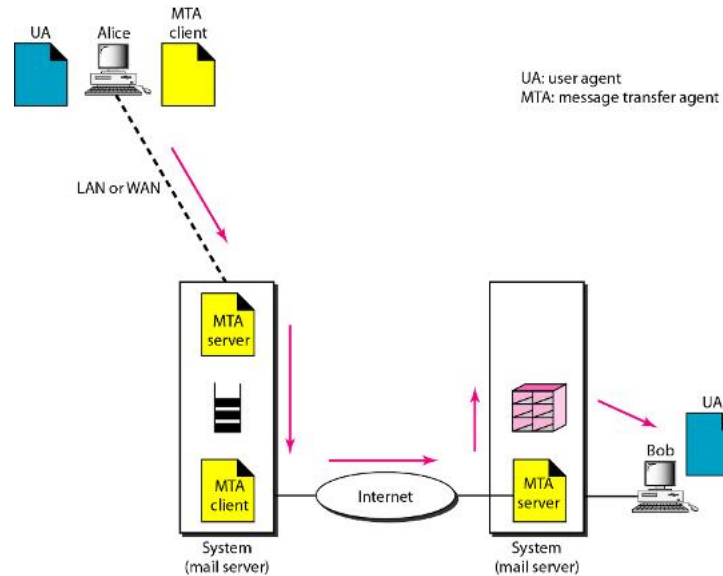 UA
Alice
MTA
client
UA: user agent
MTA: message transfer agent
LAN or WAN
MTA
server
MTA
client
System
(mail server)
Internet
MTA
server
System
(mail server)
Bob
UA